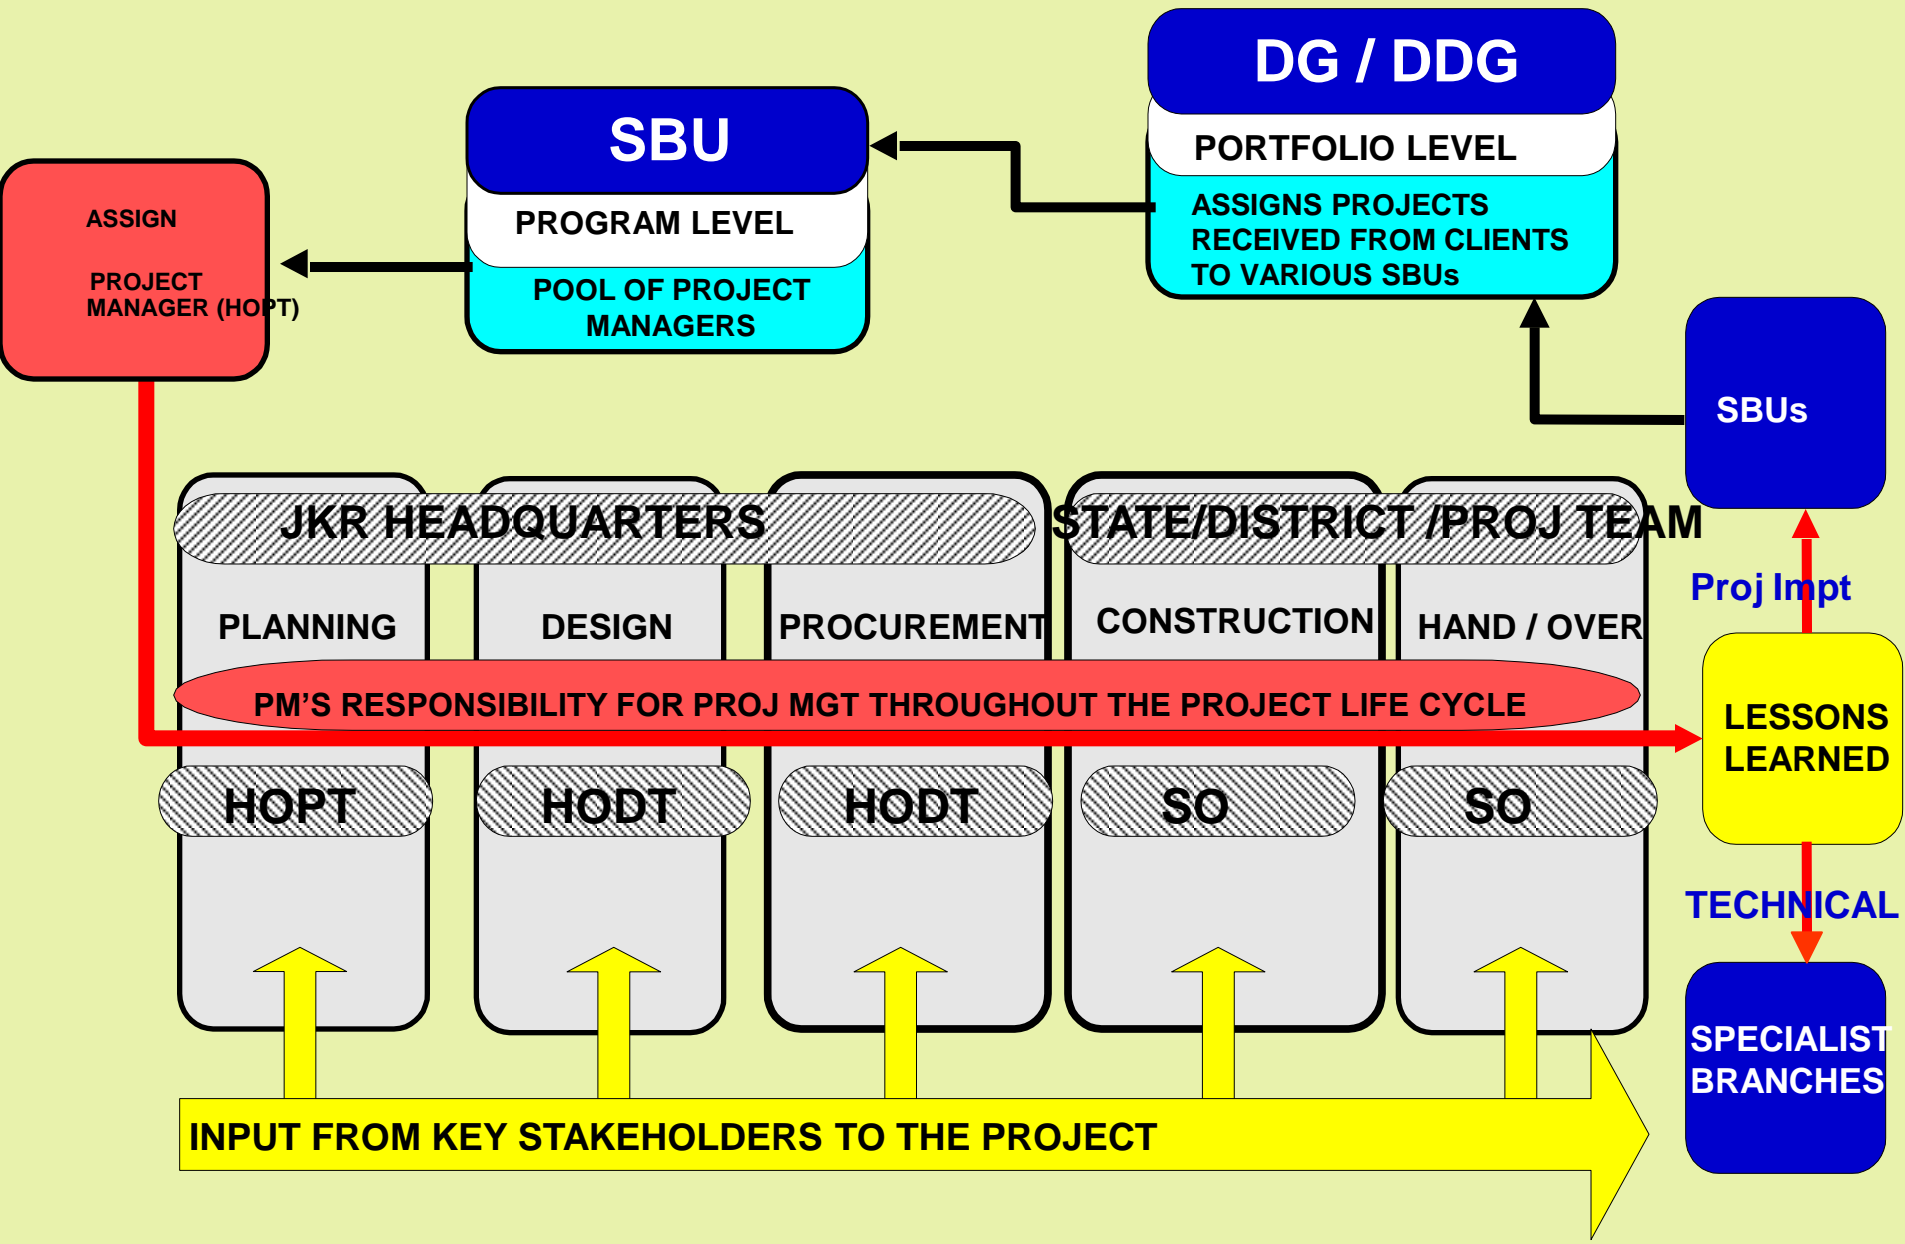 DG / DDG
PORTFOLIO LEVEL
ASSIGNS PROJECTS
RECEIVED FROM CLIENTS
TO VARIOUS SBUs
SBU
PROGRAM LEVEL
POOL OF PROJECT
MANAGERS
ASSIGN
PROJECT
MANAGER (HOPT)
SBUs
JKR HEADQUARTERS
STATE/DISTRICT /PROJ TEAM
Proj Impt
PLANNING
DESIGN
PROCUREMENT
CONSTRUCTION
HAND / OVER
PM’S RESPONSIBILITY FOR PROJ MGT THROUGHOUT THE PROJECT LIFE CYCLE
LESSONS
LEARNED
HOPT
HODT
HODT
SO
SO
TECHNICAL
SPECIALIST
BRANCHES
INPUT FROM KEY STAKEHOLDERS TO THE PROJECT